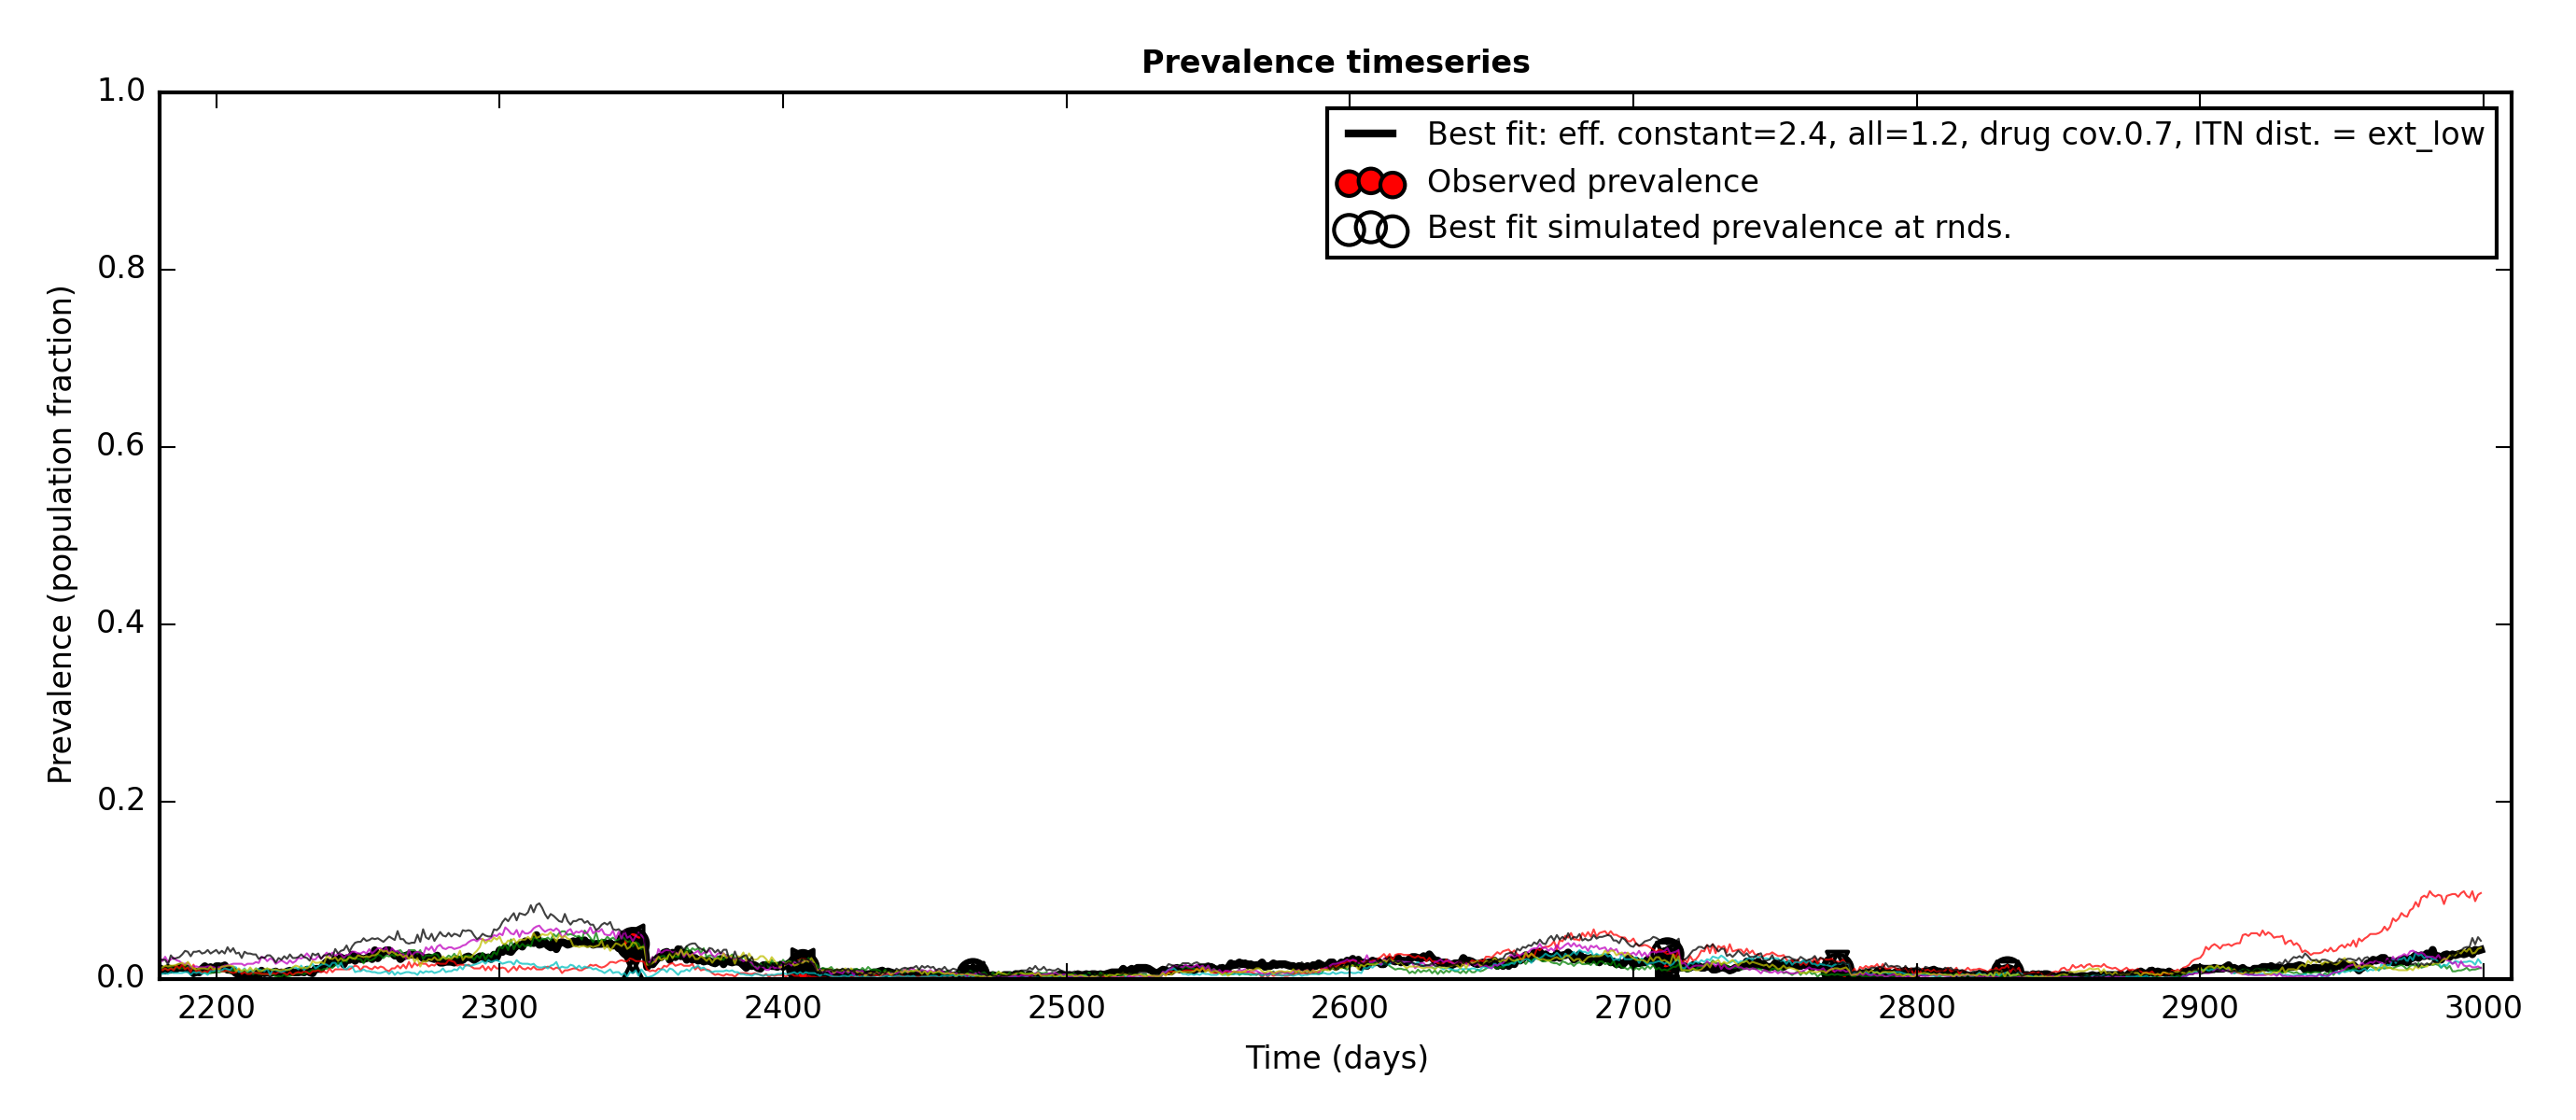 Prevalence timeseries
1.0
0.8
0.6
0.4
0.2
0.0
Prevalence (population fraction)
Best fit: eff. constant=2.4, all=1.2, drug cov.0.7, ITN dist. = ext_low
Observed prevalence
Best fit simulated prevalence at rnds.
2200 2300 2400 2500 2600 2700 2800 2900 3000
Time (days)